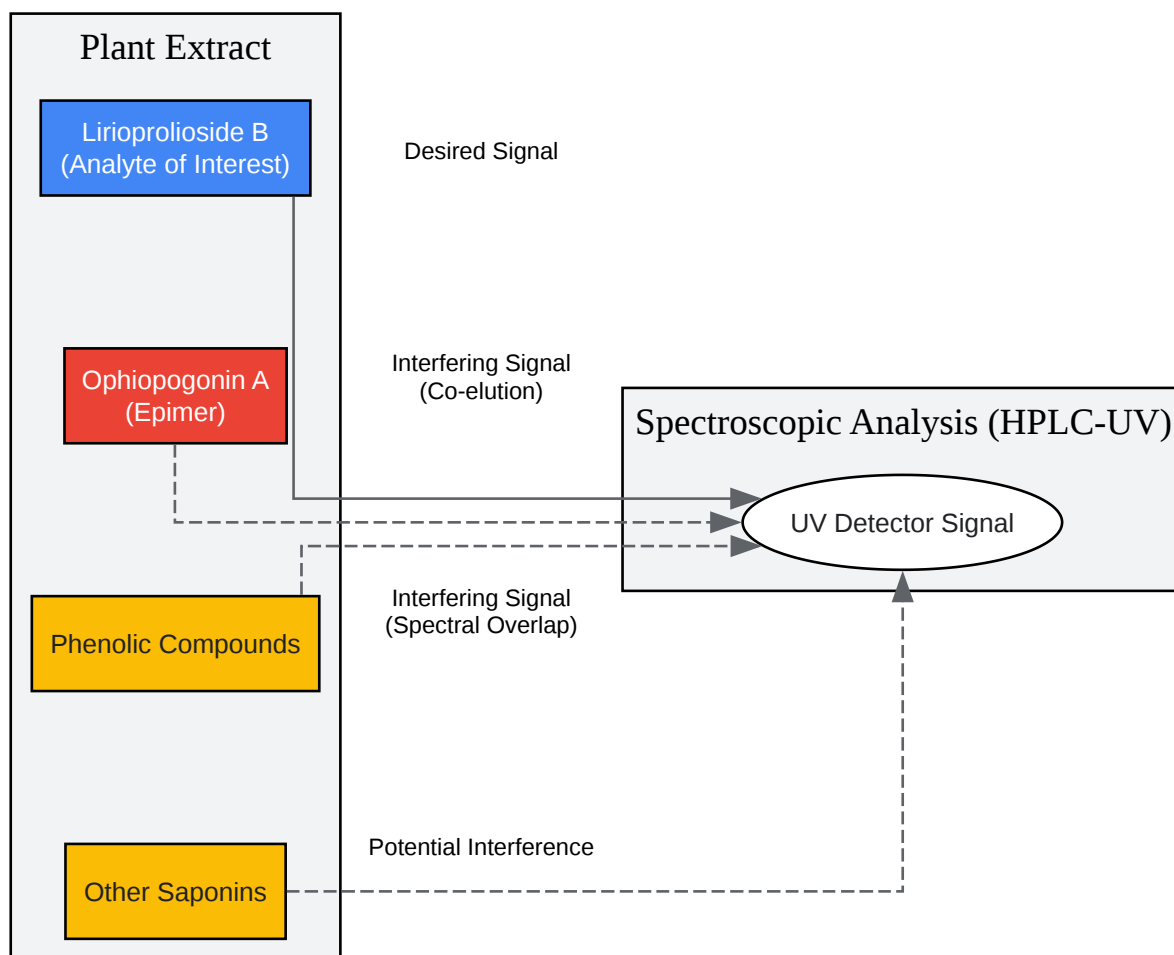 Plant Extract
Lirioprolioside B
(Analyte of Interest)
Desired Signal
Ophiopogonin A
(Epimer)
Interfering Signal
(Co-elution)
Spectroscopic Analysis (HPLC-UV)
UV Detector Signal
Phenolic Compounds
Interfering Signal
(Spectral Overlap)
Other Saponins
Potential Interference